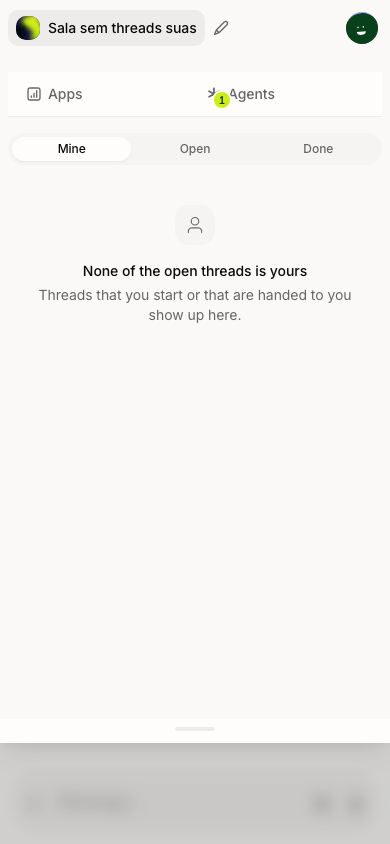 Sala sem threads suas
Apps
1
Agents
Mine
Open
Done
None of the open threads is yours
Threads that you start or that are handed to you
show up here.